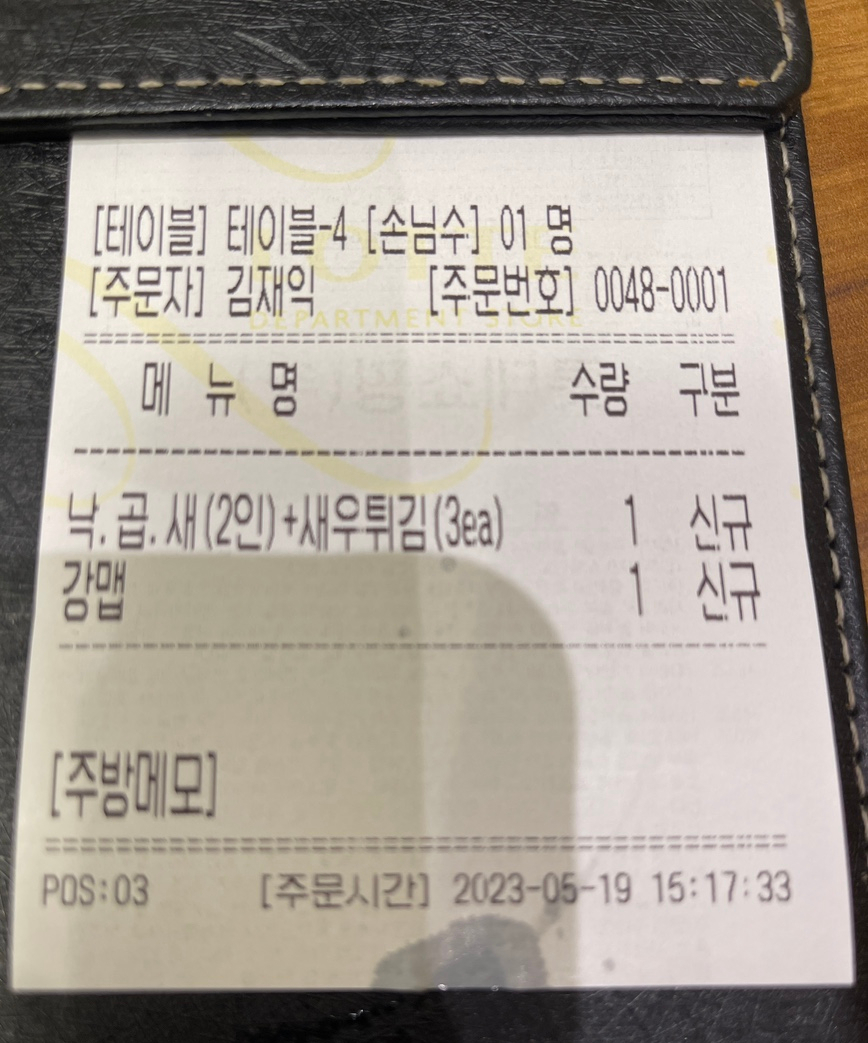 [테이블] 테이블-4 [손님수] 01 명
[주문자] 김재익 [주문번호] 0048-0001
DEPARTMENT STORE
메 뉴 명 수량 구분
낙.곱.새(2인)+새우튀김(3ea) 1 신규
강맵 1 신규
[주방메모]
POS:03 [주문시간] 2023-05-19 15:17:33